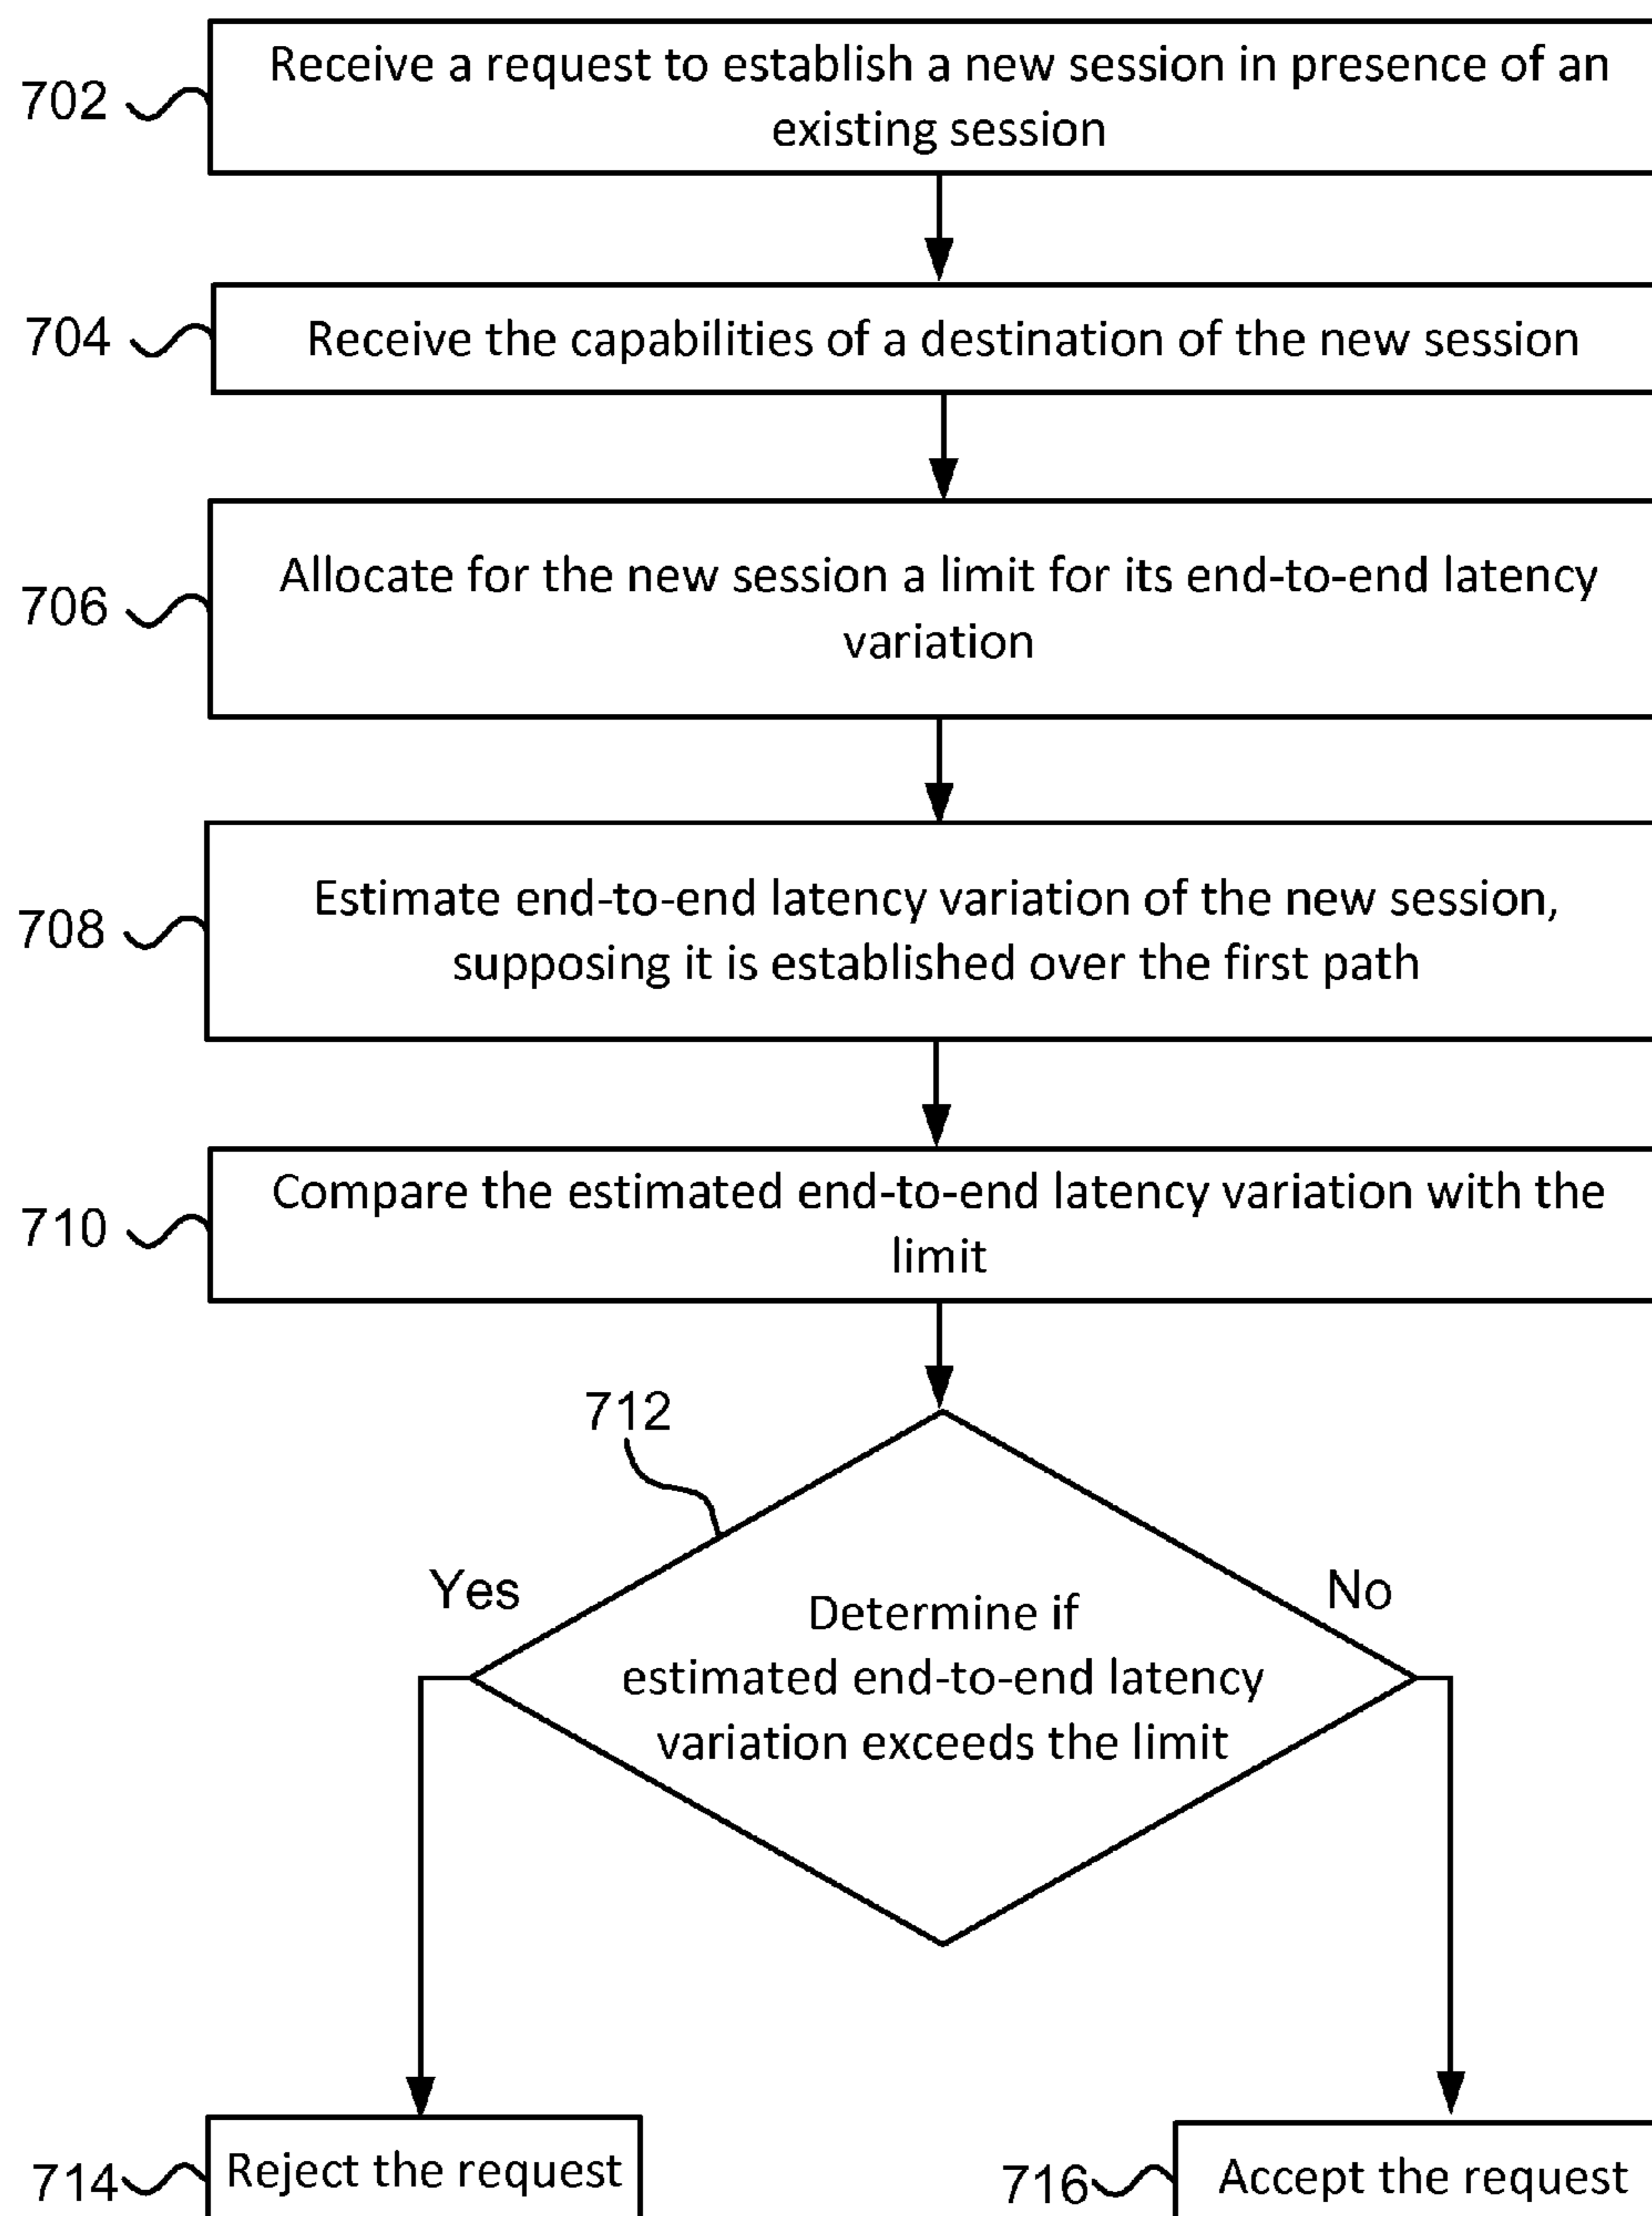 702
Receive a request to establish a new session in presence of an
existing session
704
Receive the capabilities of a destination of the new session
706
Allocate for the new session a limit for its end-to-end latency
variation
708
Estimate end-to-end latency variation of the new session,
supposing it is established over the first path
710
Compare the estimated end-to-end latency variation with the
limit
712
Yes
No
Determine if
estimated end-to-end latency
variation exceeds the limit
714
Reject the request
716
Accept the request